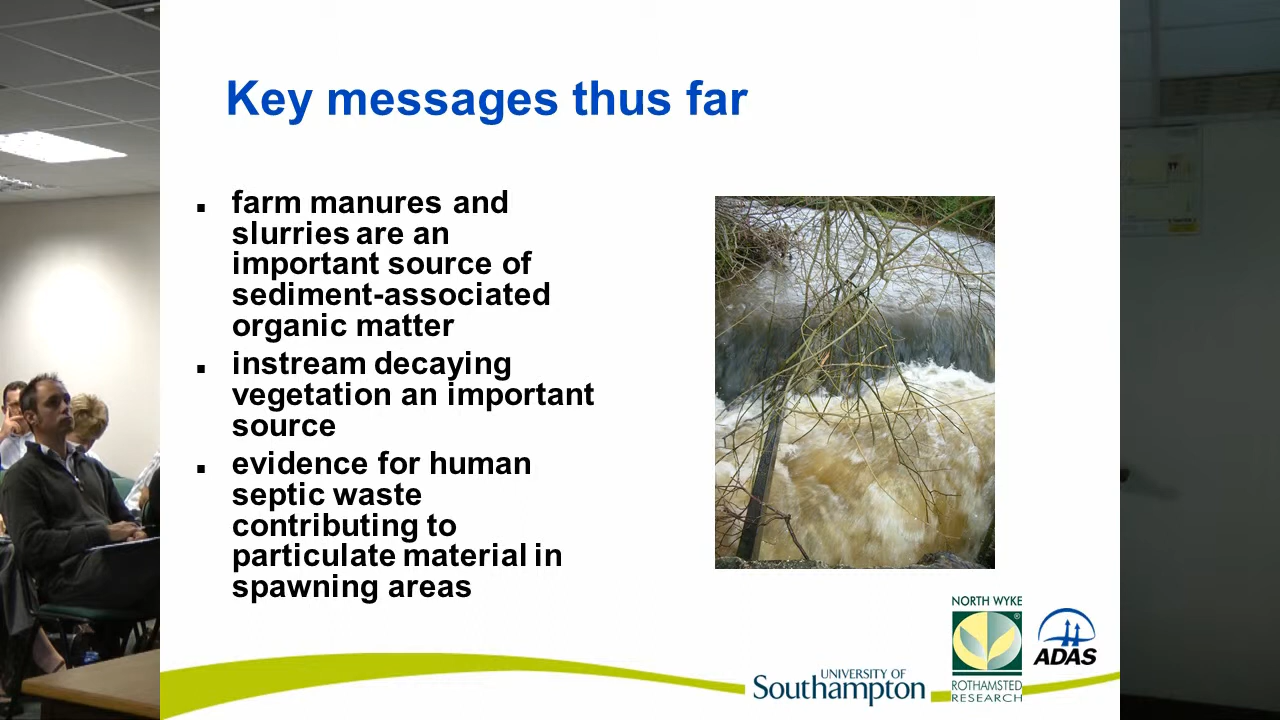 Key messages thus far
farm manures and
slurries are an
important source of
sediment-associated
organic matter
instream decaying
vegetation an important
source
evidence for human
septic waste
contributing to
particulate material in
spawning areas
NORTH WYKE
®
ROTHAMSTED
RESEARCH
ADAS
UNIVERSITY OF
Southampton